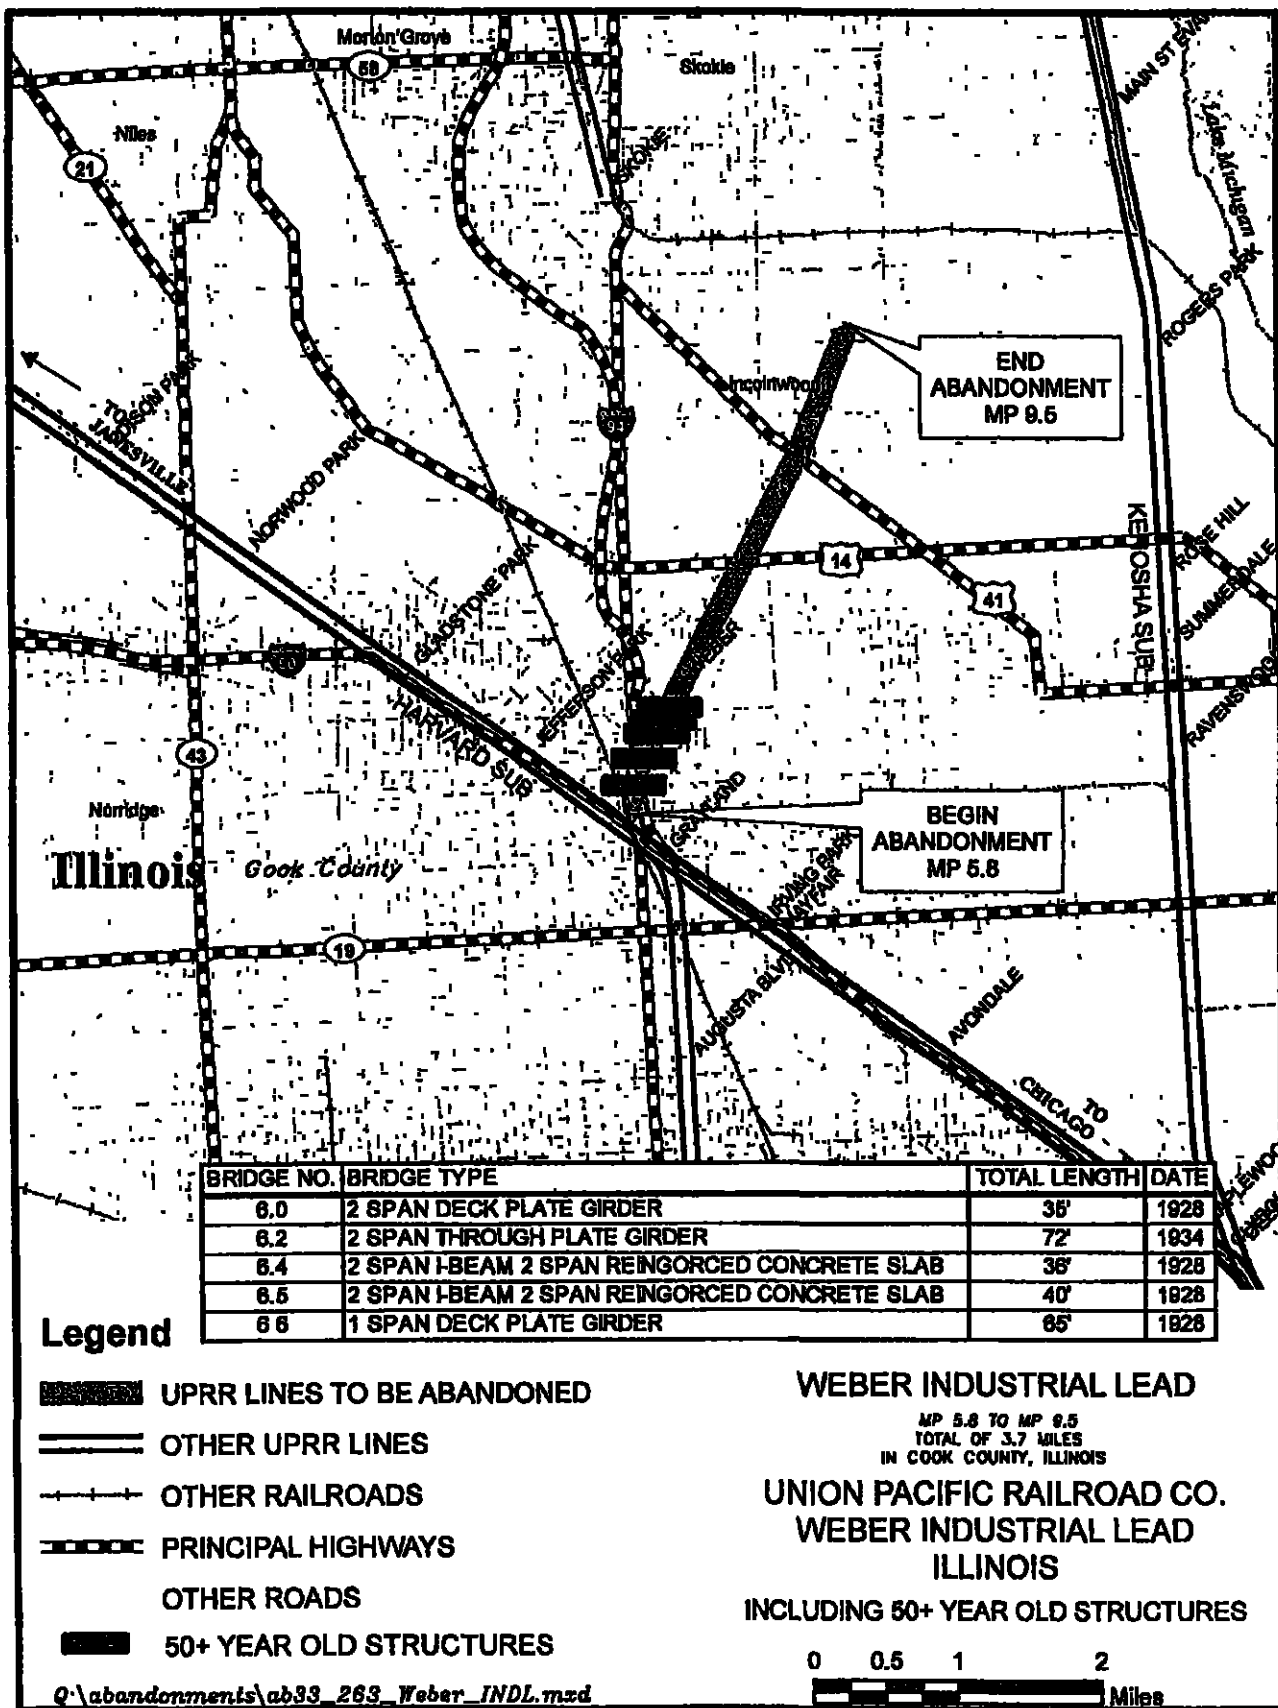 Morton Grove
58
Skokie
MAIN ST EVA
Niles
21
SKOKIE
Lake Michigan
ROGERS PARK
END
ABANDONMENT
MP 9.5
Lincolnwood
TO
JANESVILLE
NORWOOD PARK
KENOSHA SUB
ROSE HILL
14
41
SUMMERDALE
GLADSTONE PARK
JEFFERSON PARK
RAVENSWOO
HARVARD SUB
43
Norridge
GRAYLAND
BEGIN
ABANDONMENT
MP 5.8
Illinois
Cook County
IRVING PARK
MAYFAIR
19
AUGUSTA BLVD
AVONDALE
TO
CHICAGO
BRIDGE NO. BRIDGE TYPE TOTAL LENGTH DATE
6.0 2 SPAN DECK PLATE GIRDER 35' 1928
6.2 2 SPAN THROUGH PLATE GIRDER 72' 1934
6.4 2 SPAN I-BEAM 2 SPAN REINGORCED CONCRETE SLAB 36' 1928
6.5 2 SPAN I-BEAM 2 SPAN REINGORCED CONCRETE SLAB 40' 1928
6 6 1 SPAN DECK PLATE GIRDER 65' 1928
Legend
UPRR LINES TO BE ABANDONED
OTHER UPRR LINES
OTHER RAILROADS
PRINCIPAL HIGHWAYS
OTHER ROADS
50+ YEAR OLD STRUCTURES
Q:\abandonments\ab33_263_Weber_INDL.mxd
WEBER INDUSTRIAL LEAD
MP 5.8 TO MP 9.5
TOTAL OF 3.7 MILES
IN COOK COUNTY, ILLINOIS
UNION PACIFIC RAILROAD CO.
WEBER INDUSTRIAL LEAD
ILLINOIS
INCLUDING 50+ YEAR OLD STRUCTURES
0 0.5 1 2
Miles